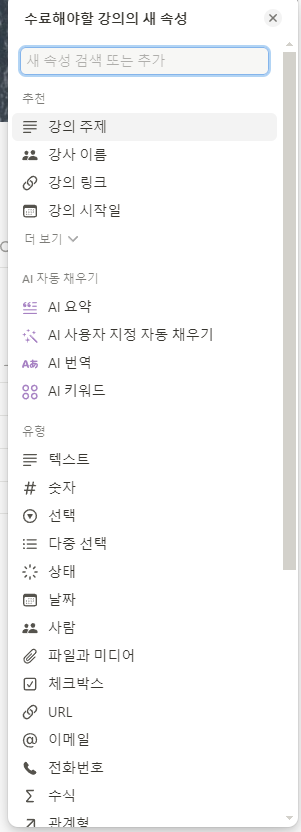 수료해야할 강의의 새 속성
새 속성 검색 또는 추가
추천
강의 주제
강사 이름
강의 링크
강의 시작일
더 보기
AI 자동 채우기
AI 요약
AI 사용자 지정 자동 채우기
Aあ AI 번역
AI 키워드
유형
텍스트
숫자
선택
다중 선택
상태
날짜
사람
파일과 미디어
체크박스
URL
이메일
전화번호
수식
관계형